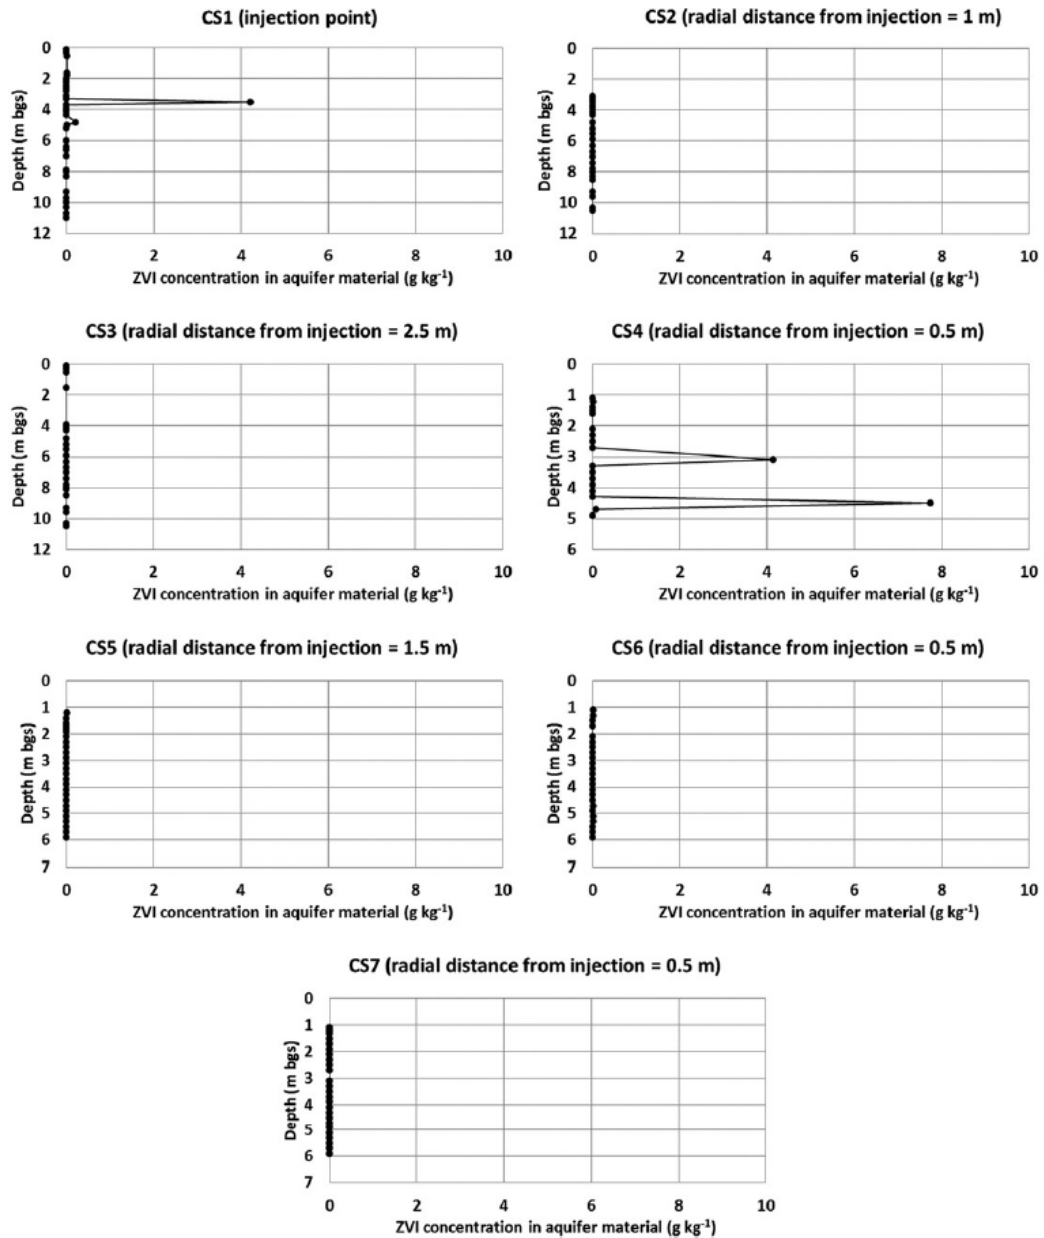 CS1 (injection point)
0
2
4
6
8
10
12
Depth (m bgs)
0 2 4 6 8 10
ZVI concentration in aquifer material (g kg⁻¹)
CS2 (radial distance from injection = 1 m)
0
2
4
6
8
10
12
Depth (m bgs)
0 2 4 6 8 10
ZVI concentration in aquifer material (g kg⁻¹)
CS3 (radial distance from injection = 2.5 m)
0
2
4
6
8
10
12
Depth (m bgs)
0 2 4 6 8 10
ZVI concentration in aquifer material (g kg⁻¹)
CS4 (radial distance from injection = 0.5 m)
0
1
2
3
4
5
6
Depth (m bgs)
0 2 4 6 8 10
ZVI concentration in aquifer material (g kg⁻¹)
CS5 (radial distance from injection = 1.5 m)
0
1
2
3
4
5
6
7
Depth (m bgs)
0 2 4 6 8 10
ZVI concentration in aquifer material (g kg⁻¹)
CS6 (radial distance from injection = 0.5 m)
0
1
2
3
4
5
6
7
Depth (m bgs)
0 2 4 6 8 10
ZVI concentration in aquifer material (g kg⁻¹)
CS7 (radial distance from injection = 0.5 m)
0
1
2
3
4
5
6
7
Depth (m bgs)
0 2 4 6 8 10
ZVI concentration in aquifer material (g kg⁻¹)